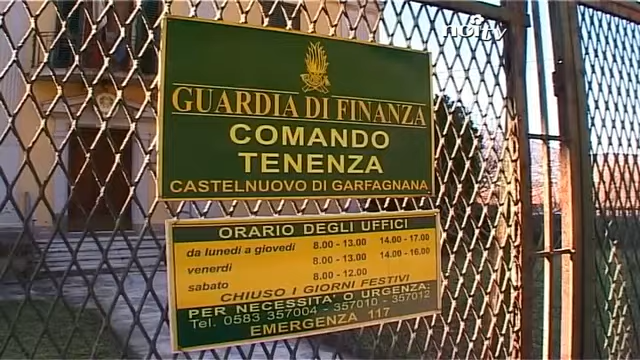 noitv
GUARDIA DI FINANZA
COMANDO
TENENZA
CASTELNUOVO DI GARFAGNANA
ORARIO DEGLI UFFICI
da lunedì a giovedì 8.00 - 13.00 14.00 - 17.00
venerdì 8.00 - 13.00 14.00 - 16.00
sabato 8.00 - 12.00
CHIUSO I GIORNI FESTIVI
PER NECESSITA' O URGENZA:
Tel. 0583 357004 - 357010 - 357012
EMERGENZA 117